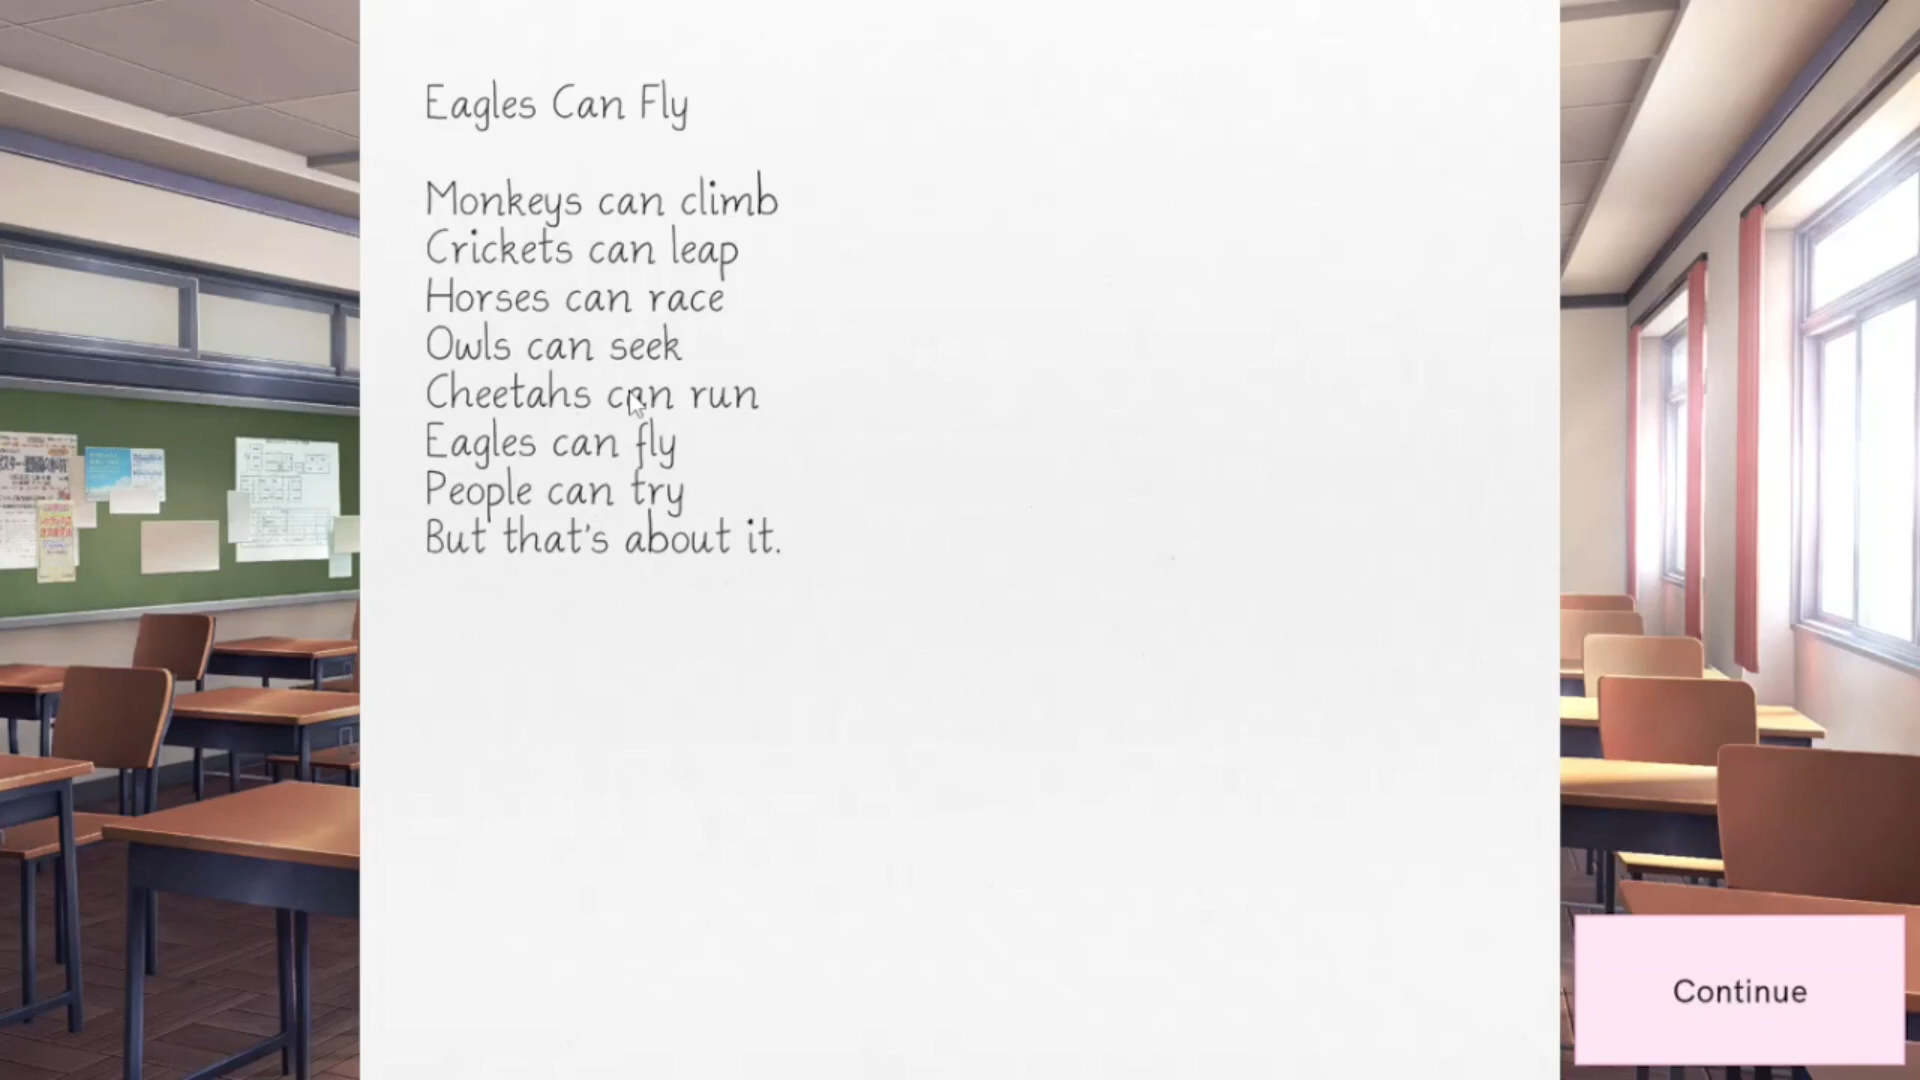 Eagles Can Fly
Monkeys can climb
Crickets can leap
Horses can race
Owls can seek
Cheetahs can run
Eagles can fly
People can try
But that's about it.
Continue